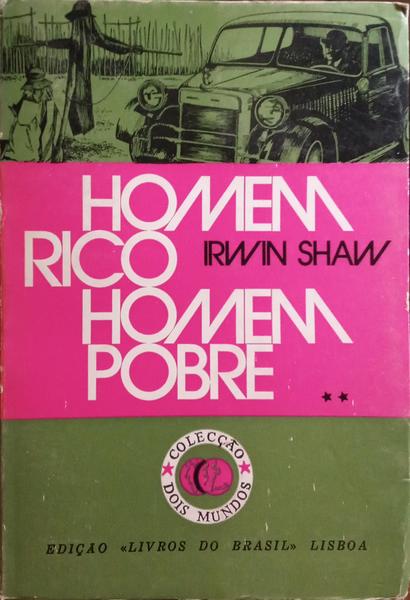 HOMEM
RICO IRWIN SHAW
HOMEM
POBRE
COLECÇÃO
DOIS MUNDOS
EDIÇÃO «LIVROS DO BRASIL» LISBOA